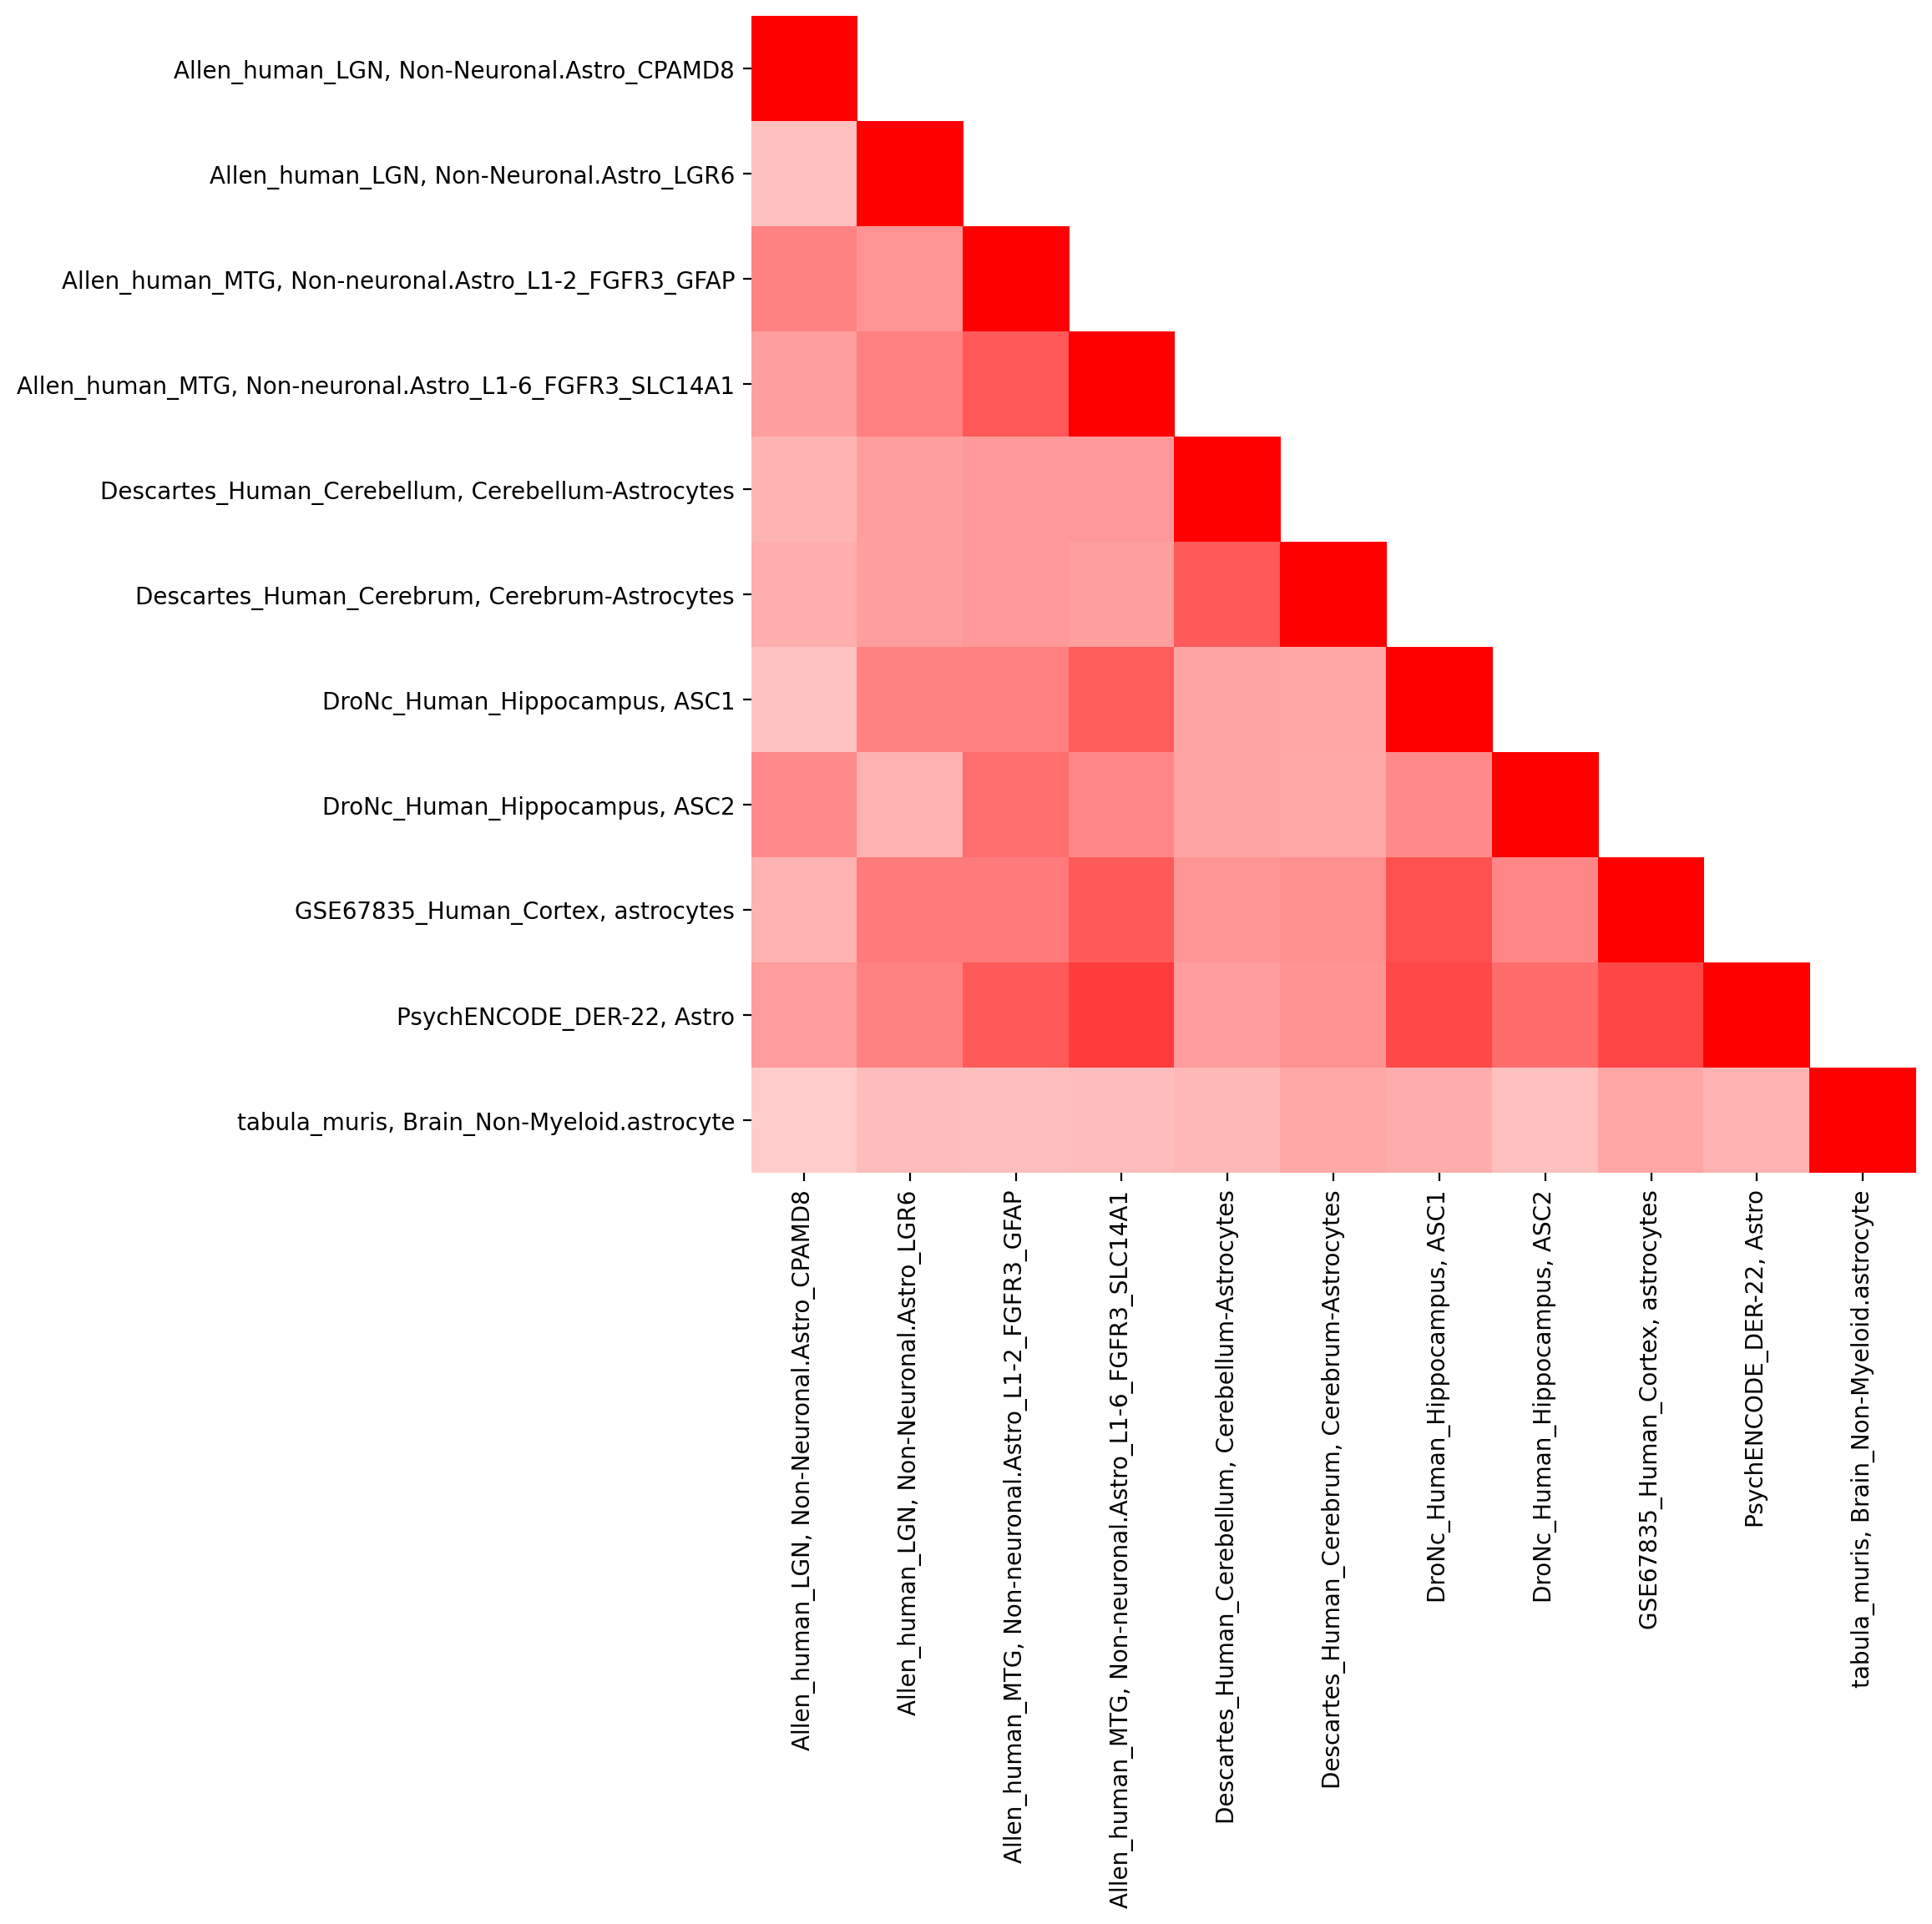 Allen_human_LGN, Non-Neuronal.Astro_CPAMD8
Allen_human_LGN, Non-Neuronal.Astro_LGR6
Allen_human_MTG, Non-neuronal.Astro_L1-2_FGFR3_GFAP
Allen_human_MTG, Non-neuronal.Astro_L1-6_FGFR3_SLC14A1
Descartes_Human_Cerebellum, Cerebellum-Astrocytes
Descartes_Human_Cerebrum, Cerebrum-Astrocytes
DroNc_Human_Hippocampus, ASC1
DroNc_Human_Hippocampus, ASC2
GSE67835_Human_Cortex, astrocytes
PsychENCODE_DER-22, Astro
tabula_muris, Brain_Non-Myeloid.astrocyte
Allen_human_LGN, Non-Neuronal.Astro_CPAMD8
Allen_human_LGN, Non-Neuronal.Astro_LGR6
Allen_human_MTG, Non-neuronal.Astro_L1-2_FGFR3_GFAP
Allen_human_MTG, Non-neuronal.Astro_L1-6_FGFR3_SLC14A1
Descartes_Human_Cerebellum, Cerebellum-Astrocytes
Descartes_Human_Cerebrum, Cerebrum-Astrocytes
DroNc_Human_Hippocampus, ASC1
DroNc_Human_Hippocampus, ASC2
GSE67835_Human_Cortex, astrocytes
PsychENCODE_DER-22, Astro
tabula_muris, Brain_Non-Myeloid.astrocyte